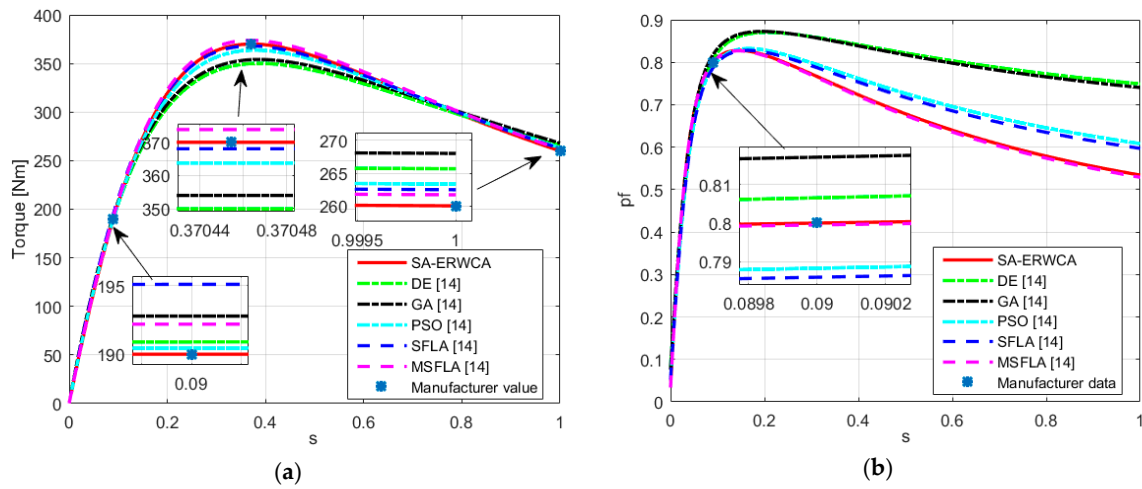 400
350
300
250
200
150
100
50
0
Torque [Nm]
0
0.2
0.4
0.6
0.8
1
s
370
360
350
0.37044
0.37048
270
265
260
0.9995
1
195
190
0.09
SA-ERWCA
DE [14]
GA [14]
PSO [14]
SFLA [14]
MSFLA [14]
Manufacturer value
(a)
0.9
0.8
0.7
0.6
0.5
0.4
0.3
0.2
0.1
0
pf
0
0.2
0.4
0.6
0.8
1
s
0.81
0.8
0.79
0.0898
0.09
0.0902
SA-ERWCA
DE [14]
GA [14]
PSO [14]
SFLA [14]
MSFLA [14]
Manufacturer data
(b)